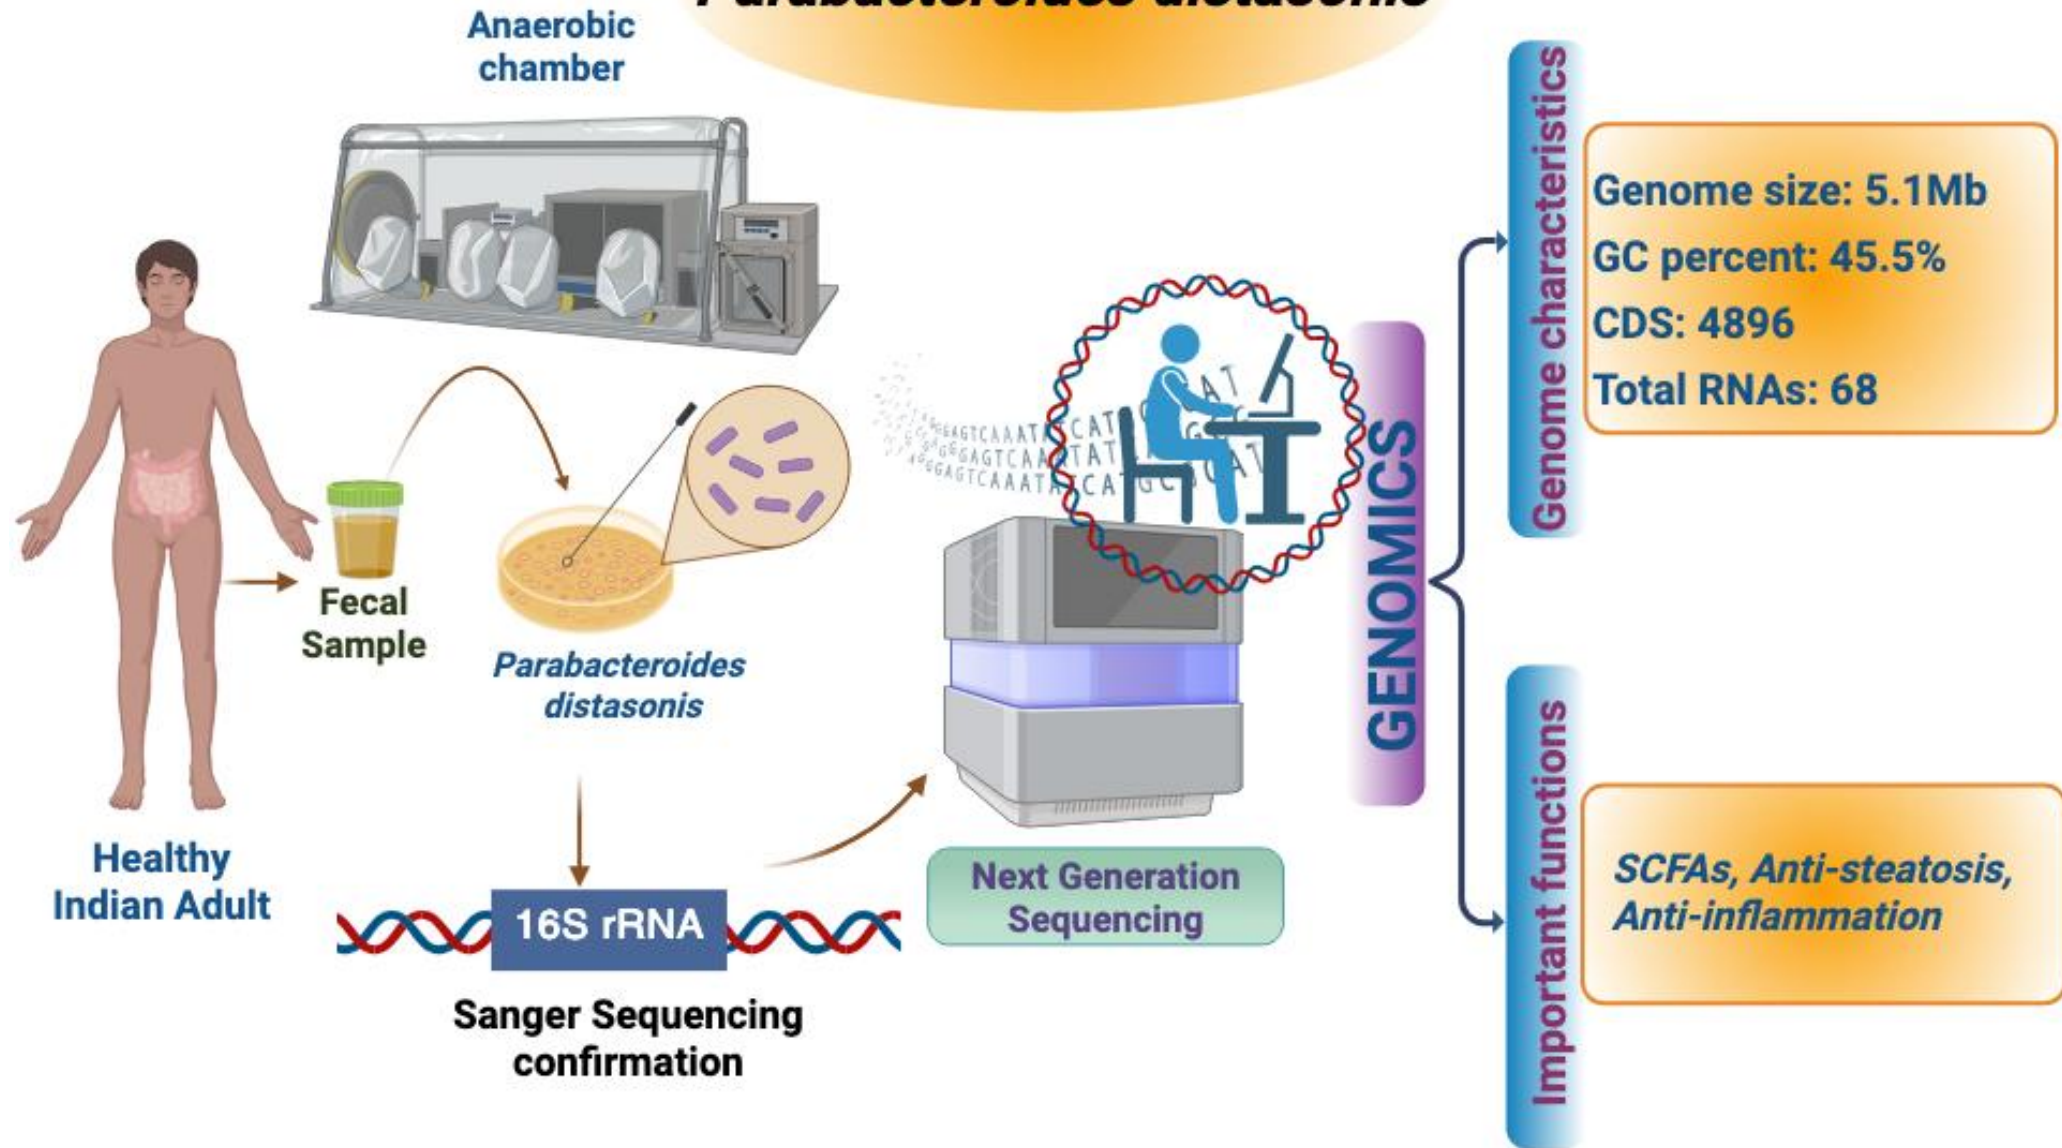 Parabacteroides distasonis
Anaerobic
chamber
Fecal
Sample
Parabacteroides
distasonis
Healthy
Indian Adult
16S rRNA
Sanger Sequencing
confirmation
Next Generation
Sequencing
GENOMICS
Genome characteristics
Genome size: 5.1Mb
GC percent: 45.5%
CDS: 4896
Total RNAs: 68
Important functions
SCFAs, Anti-steatosis,
Anti-inflammation